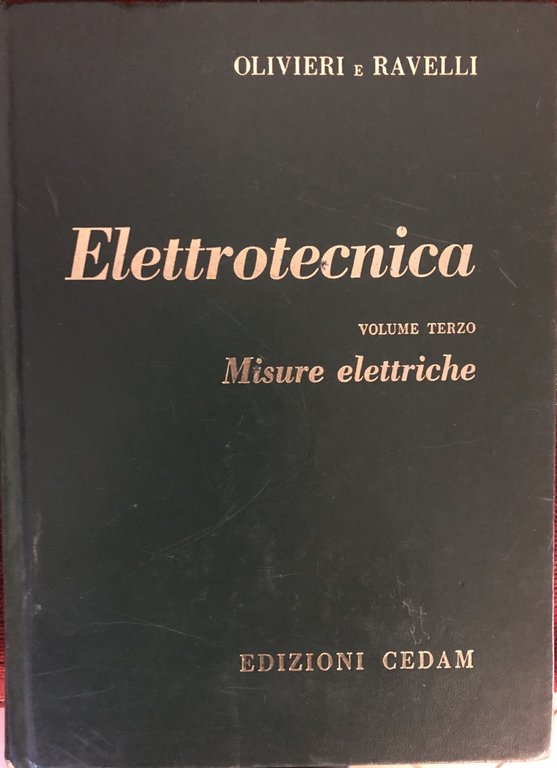 OLIVIERI E RAVELLI
Elettrotecnica
VOLUME TERZO
Misure elettriche
EDIZIONI CEDAM